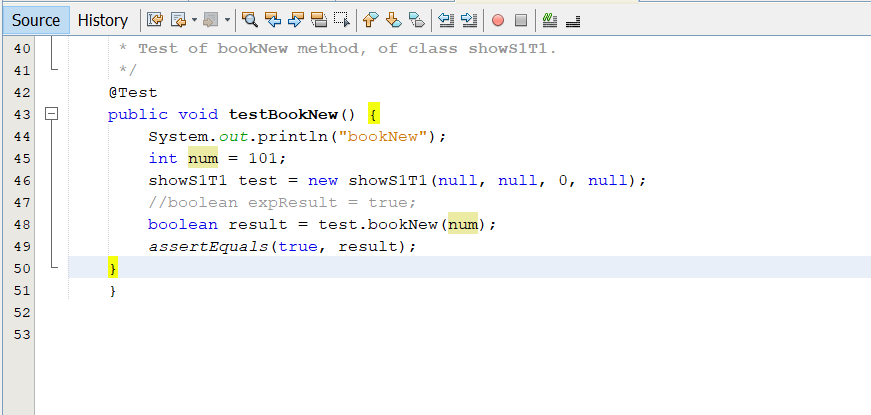 Source History
40 * Test of bookNew method, of class showS1T1.
41 */
42 @Test
43 public void testBookNew() {
44 System.out.println("bookNew");
45 int num = 101;
46 showS1T1 test = new showS1T1(null, null, 0, null);
47 //boolean expResult = true;
48 boolean result = test.bookNew(num);
49 assertEquals(true, result);
50 }
51 }
52
53